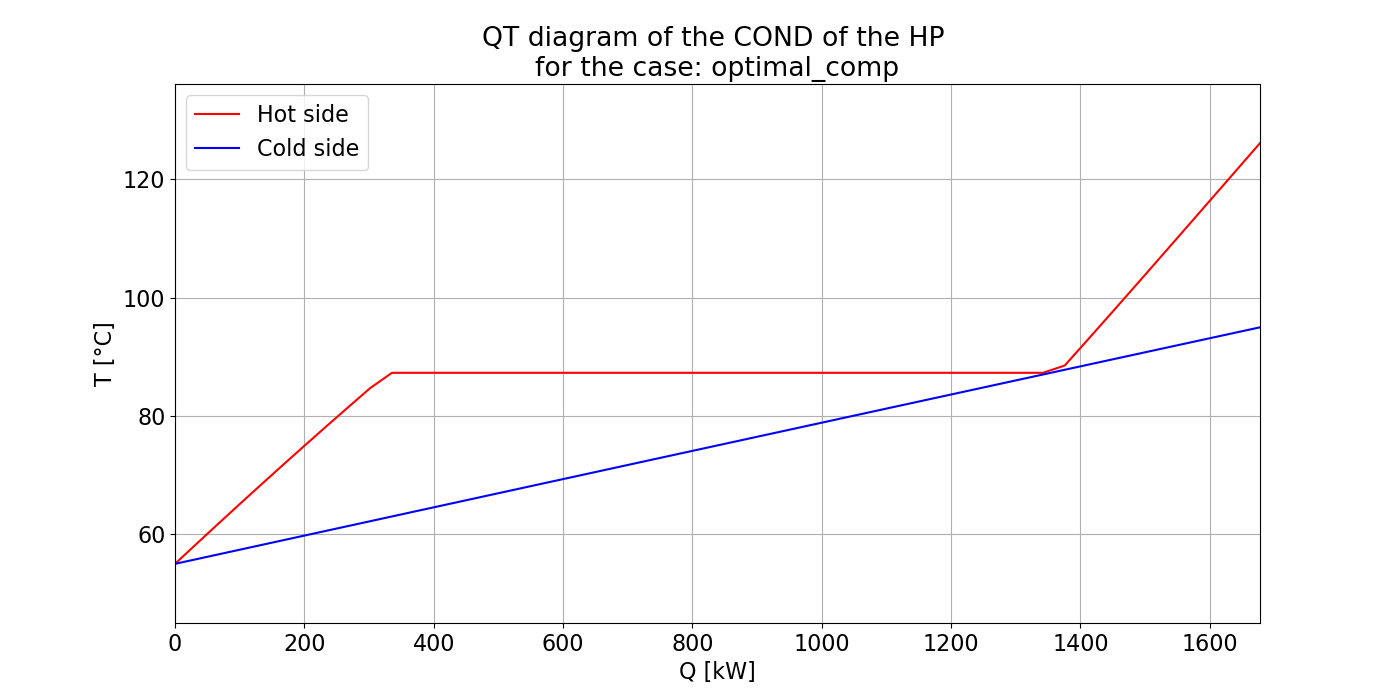 QT diagram of the COND of the HP
for the case: optimal_comp
Hot side
Cold side
120
100
80
60
T [°C]
0 200 400 600 800 1000 1200 1400 1600
Q [kW]